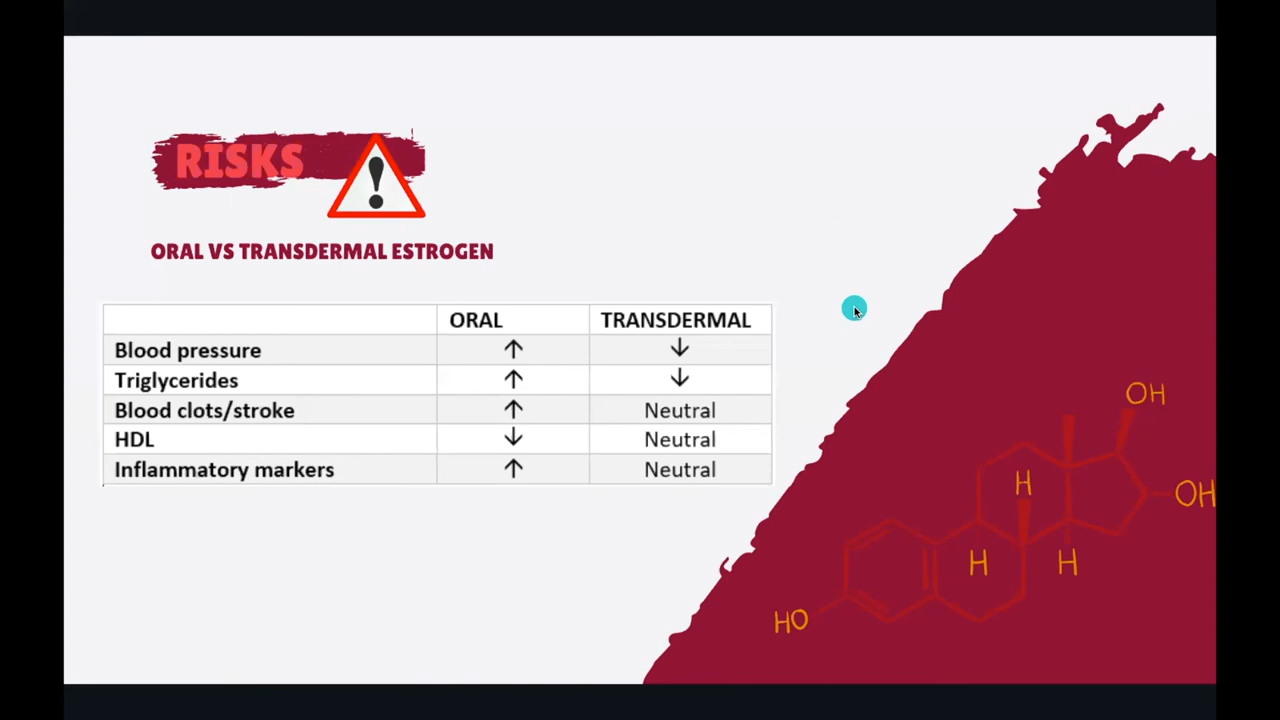 RISKS
ORAL VS TRANSDERMAL ESTROGEN
ORAL TRANSDERMAL
Blood pressure ↑ ↓
Triglycerides ↑ ↓
Blood clots/stroke ↑ Neutral
HDL ↓ Neutral
Inflammatory markers ↑ Neutral
OH
H
OH
H
H
HO